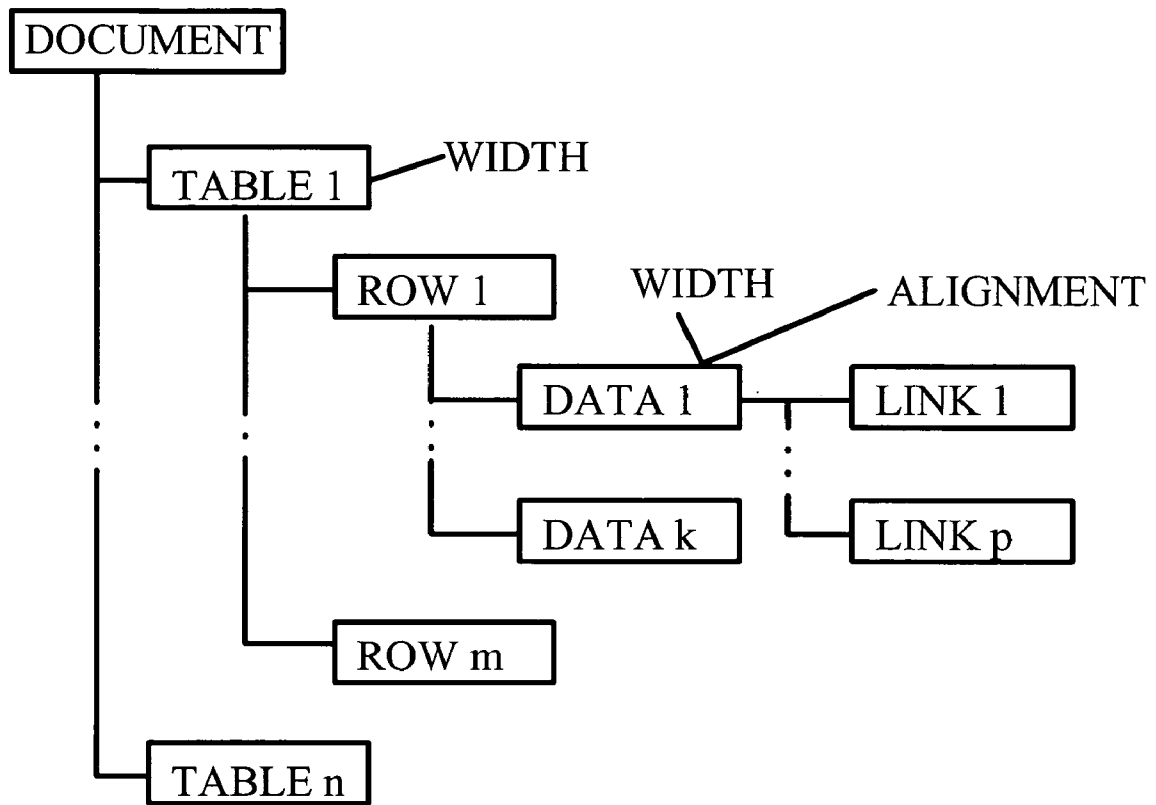 DOCUMENT
WIDTH
TABLE 1
ROW 1
WIDTH
ALIGNMENT
DATA 1
LINK 1
DATA k
LINK p
ROW m
TABLE n